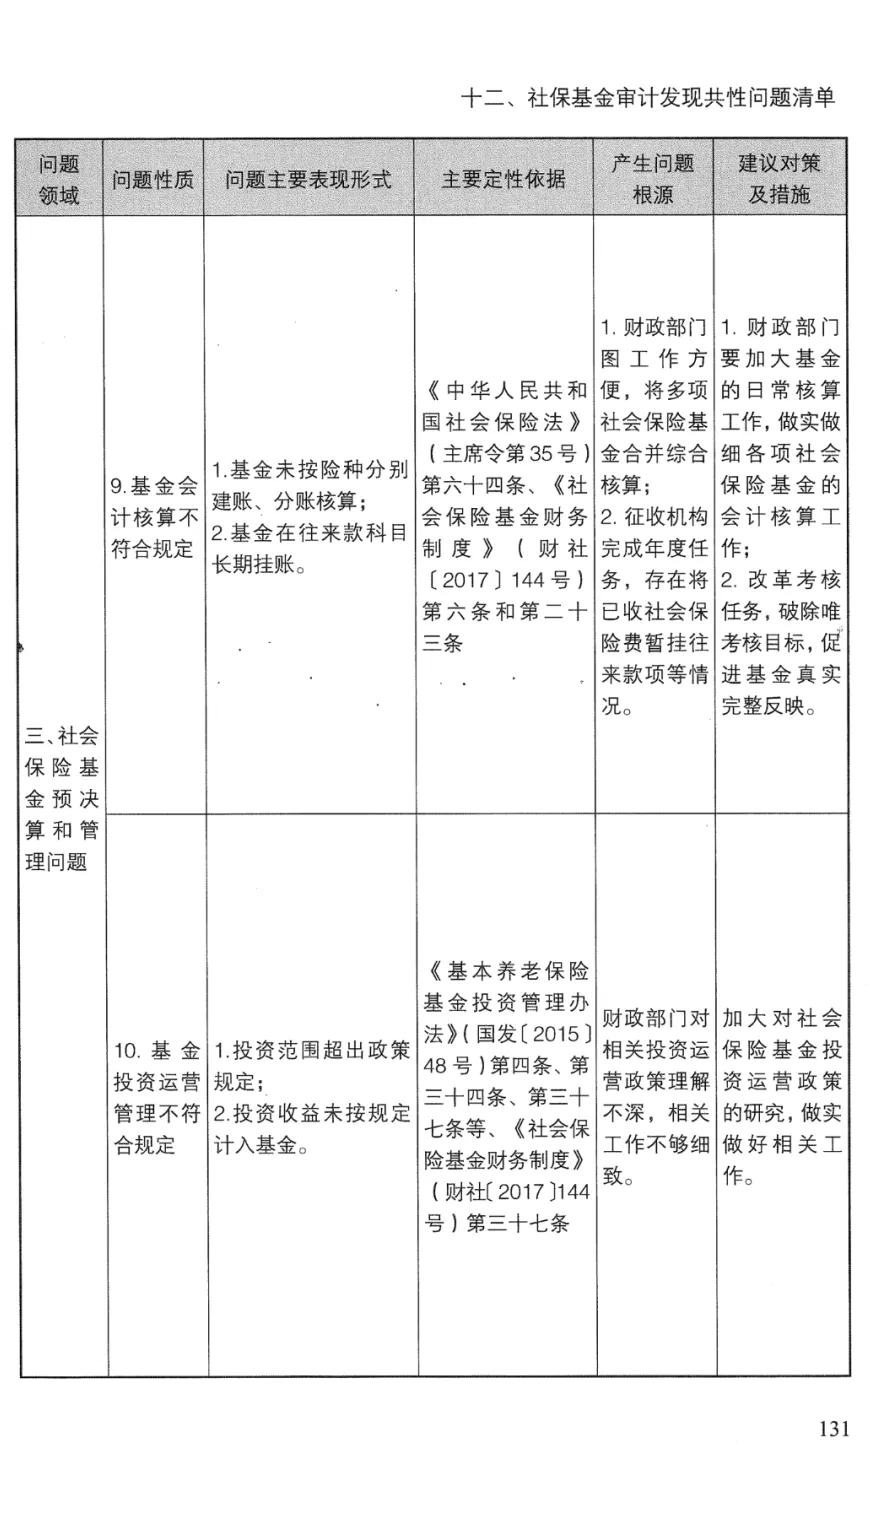 十二、社保基金审计发现共性问题清单
问题
领域
问题性质
问题主要表现形式
主要定性依据
产生问题
根源
建议对策
及措施
三、社会
保险基
金预决
算和管
理问题
9.基金会
计核算不
符合规定
1.基金未按险种分别
建账、分账核算；
2.基金在往来款科目
长期挂账。
《中华人民共和
国社会保险法》
（主席令第35号）
第六十四条、《社
会保险基金财务
制度》（财社
〔2017〕144号）
第六条和第二十
三条
1. 财政部门
图工作方
便，将多项
社会保险基
金合并综合
核算；
2. 征收机构
完成年度任
务，存在将
已收社会保
险费暂挂往
来款项等情
况。
1. 财政部门
要加大基金
的日常核算
工作，做实做
细各项社会
保险基金的
会计核算工
作；
2. 改革考核
任务，破除唯
考核目标，促
进基金真实
完整反映。
10. 基金
投资运营
管理不符
合规定
1.投资范围超出政策
规定；
2.投资收益未按规定
计入基金。
《基本养老保险
基金投资管理办
法》（国发〔2015〕
48号）第四条、第
三十四条、第三十
七条等、《社会保
险基金财务制度》
（财社〔2017〕144
号）第三十七条
财政部门对
相关投资运
营政策理解
不深，相关
工作不够细
致。
加大对社会
保险基金投
资运营政策
的研究，做实
做好相关工
作。
131